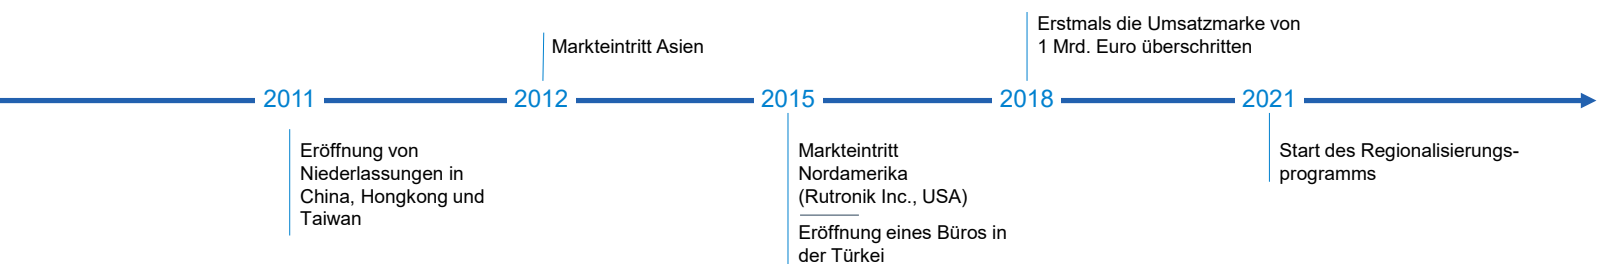 Erstmals die Umsatzmarke von
1 Mrd. Euro überschritten
Markteintritt Asien
2011
2012
2015
2018
2021
Eröffnung von
Niederlassungen in
China, Hongkong und
Taiwan
Markteintritt
Nordamerika
(Rutronik Inc., USA)
Eröffnung eines Büros in
der Türkei
Start des Regionalisierungs-
programms